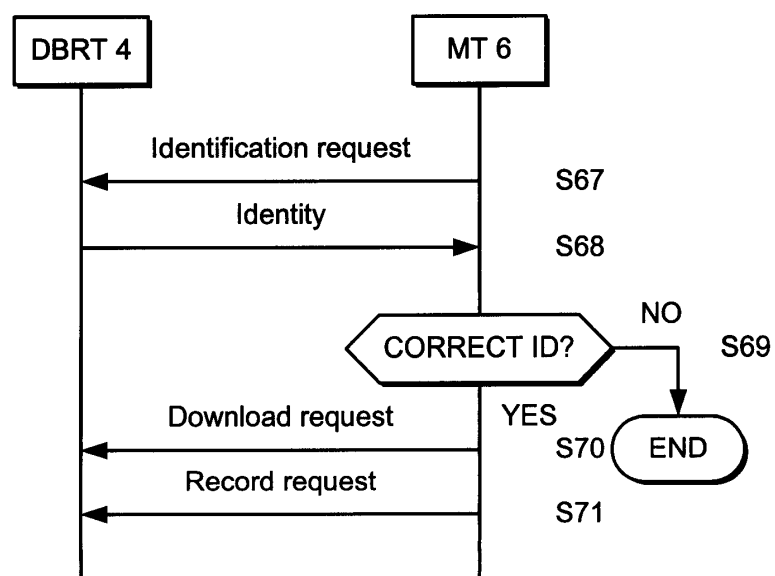 DBRT 4
MT 6
Identification request
S67
Identity
S68
NO
CORRECT ID?
S69
Download request
YES
S70
END
Record request
S71